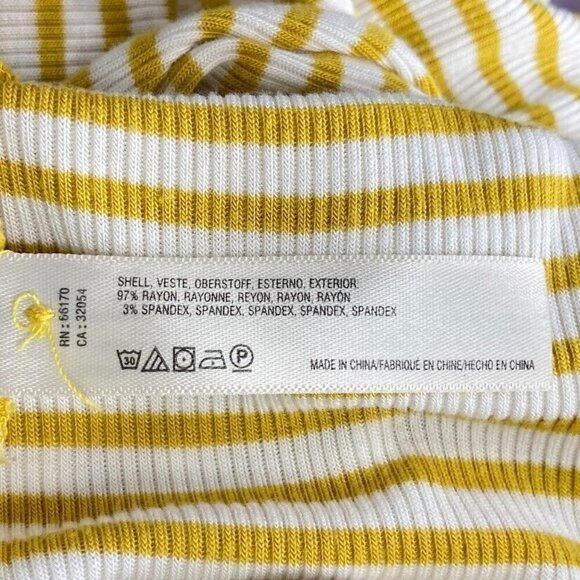 RN: 66170
CA: 32054
SHELL, VESTE, OBERSTOFF, ESTERNO, EXTERIOR:
97% RAYON, RAYONNE, REYON, RAYON, RAYÓN
3% SPANDEX, SPANDEX, SPANDEX, SPANDEX, SPANDEX
30 P
MADE IN CHINA/FABRIQUÉ EN CHINE/HECHO EN CHINA